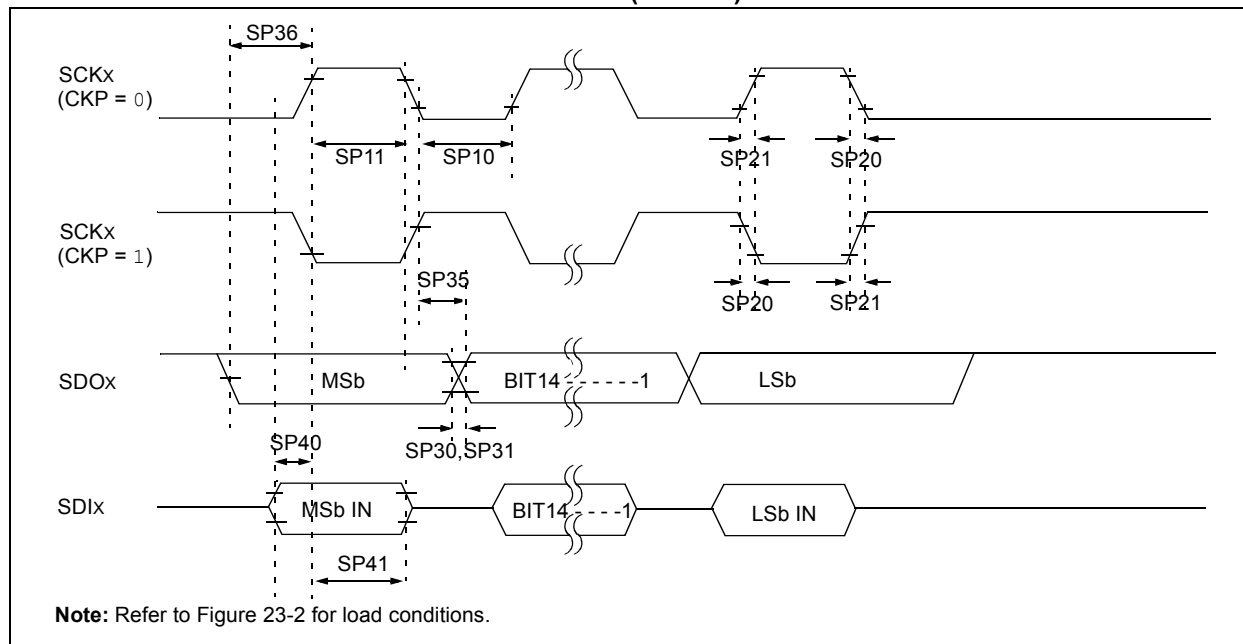 SP36
SCKx
(CKP = 0)
SP11
SP10
SP21
SP20
SCKx
(CKP = 1)
SP35
SP20
SP21
SDOx
MSb
BIT14 - - - - - -1
LSb
SP40
SP30,SP31
SDIx
MSb IN
BIT14 - - - - -1
LSb IN
SP41
Note: Refer to Figure 23-2 for load conditions.